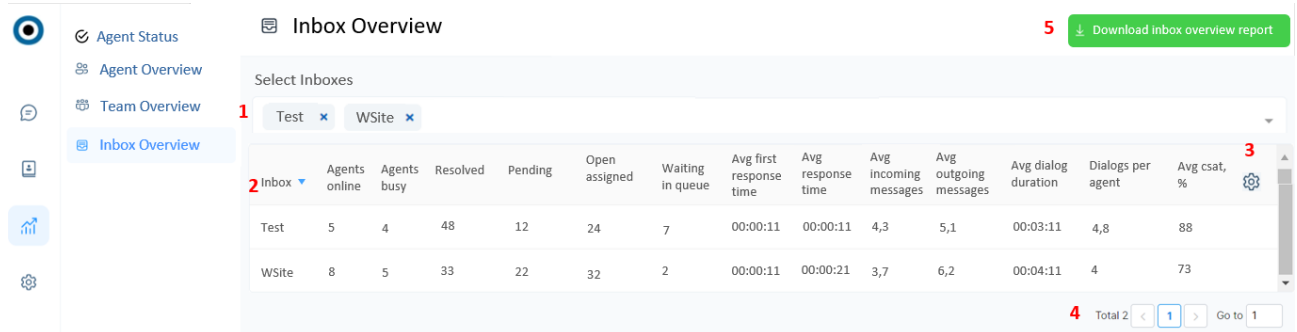 Agent Status
Agent Overview
Team Overview
Inbox Overview
Inbox Overview
5 Download inbox overview report
Select Inboxes
1 Test × WSite ×
3
2 Inbox Agents online Agents busy Resolved Pending Open assigned Waiting in queue Avg first response time Avg response time Avg incoming messages Avg outgoing messages Avg dialog duration Dialogs per agent Avg csat, %
Test 5 4 48 12 24 7 00:00:11 00:00:11 4,3 5,1 00:03:11 4,8 88
WSite 8 5 33 22 32 2 00:00:11 00:00:21 3,7 6,2 00:04:11 4 73
4 Total 2 < 1 > Go to 1